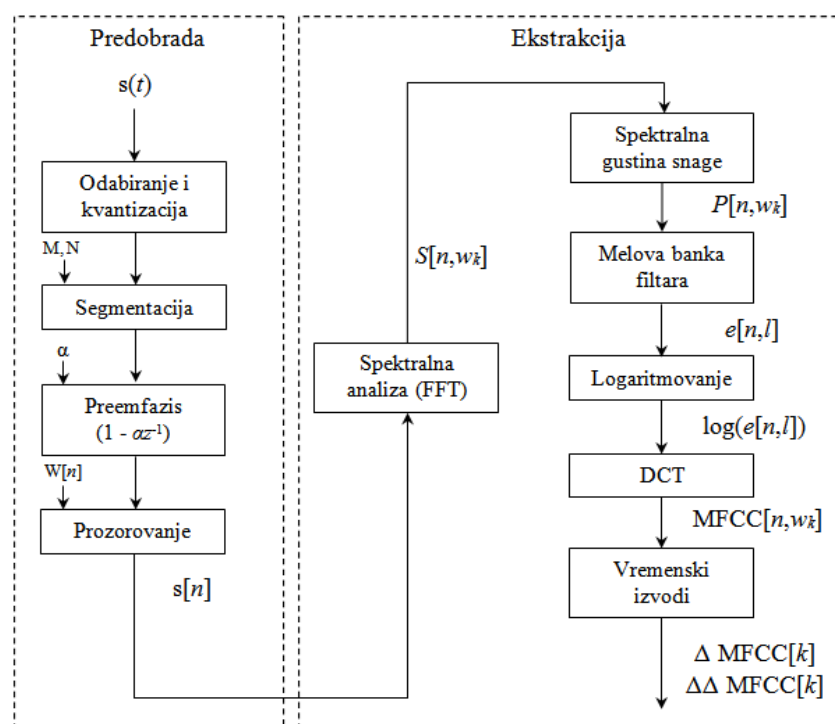 Predobrada
s(t)
Odabiranje i
kvantizacija
M, N
Segmentacija
α
Preemfazis
(1 - αz⁻¹)
W[n]
Prozorovanje
s[n]
Ekstrakcija
Spektralna
analiza (FFT)
S[n,wₖ]
Spektralna
gustina snage
P[n,wₖ]
Melova banka
filtara
e[n,l]
Logaritmovanje
log(e[n,l])
DCT
MFCC[n,wₖ]
Vremenski
izvodi
Δ MFCC[k]
ΔΔ MFCC[k]